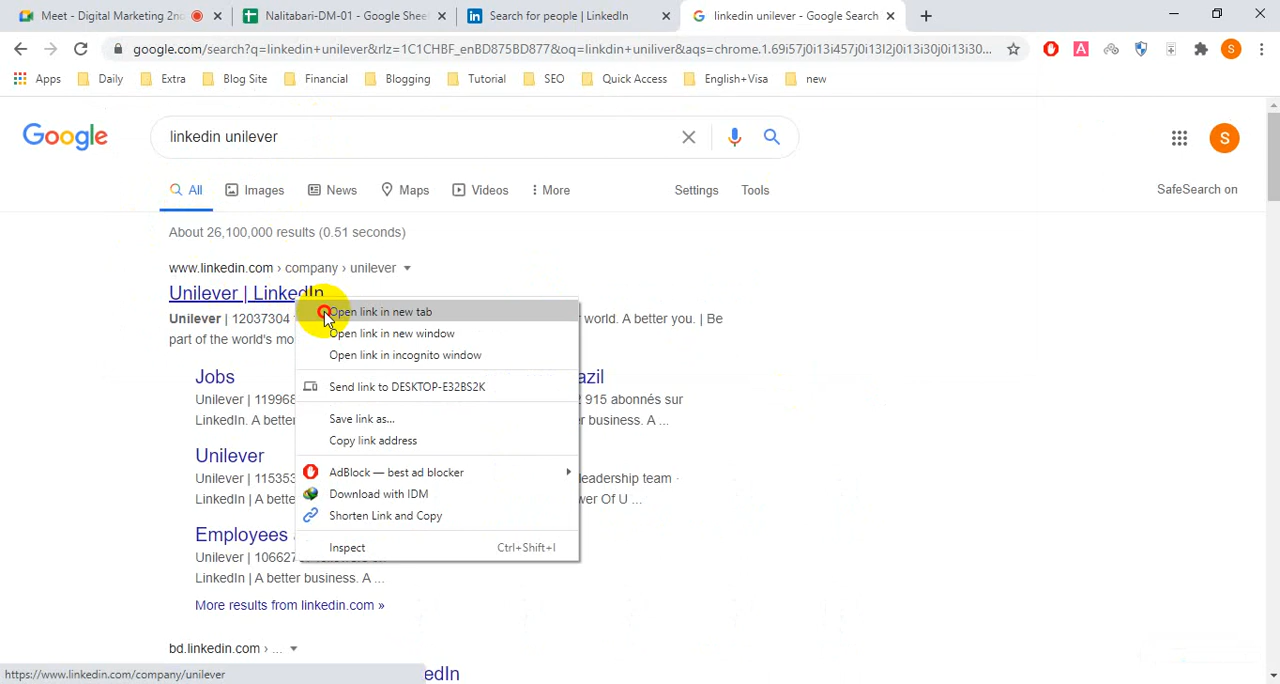 Meet - Digital Marketing 2nd
Nalitabari-DM-01 - Google Shee
Search for people | LinkedIn
linkedin unilever - Google Search
google.com/search?q=linkedin+unilever&rlz=1C1CHBF_enBD875BD877&oq=linkdin+uniliver&aqs=chrome.1.69i57j0i13i457j0i13l2j0i13i30j0i13i30...
Apps Daily Extra Blog Site Financial Blogging Tutorial SEO Quick Access English+Visa new
Google
linkedin unilever
S
All Images News Maps Videos More Settings Tools
SafeSearch on
About 26,100,000 results (0.51 seconds)
www.linkedin.com › company › unilever
Unilever | LinkedIn
Unilever | 12037304 world. A better you. | Be
part of the world's mo
Open link in new tab
Open link in new window
Open link in incognito window
Send link to DESKTOP-E32BS2K
Save link as...
Copy link address
AdBlock — best ad blocker
Download with IDM
Shorten Link and Copy
Inspect Ctrl+Shift+I
Jobs
Unilever | 119968 915 abonnés sur
LinkedIn. A better r business. A ...
Unilever
Unilever | 115353 leadership team ·
LinkedIn | A bette wer Of U ...
Employees
Unilever | 106627
LinkedIn | A better business. A ...
More results from linkedin.com »
bd.linkedin.com › ...
edIn
https://www.linkedin.com/company/unilever